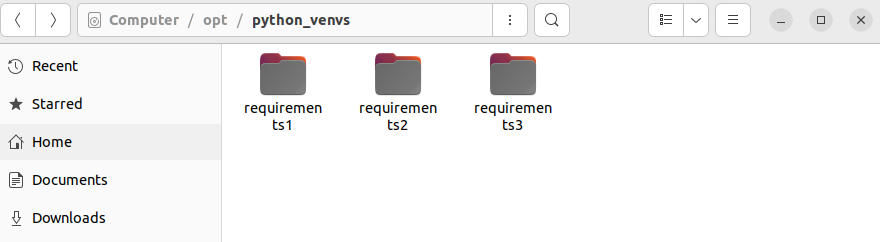 Computer / opt / python_venvs
Recent
Starred
Home
Documents
Downloads
requiremen
ts1
requiremen
ts2
requiremen
ts3